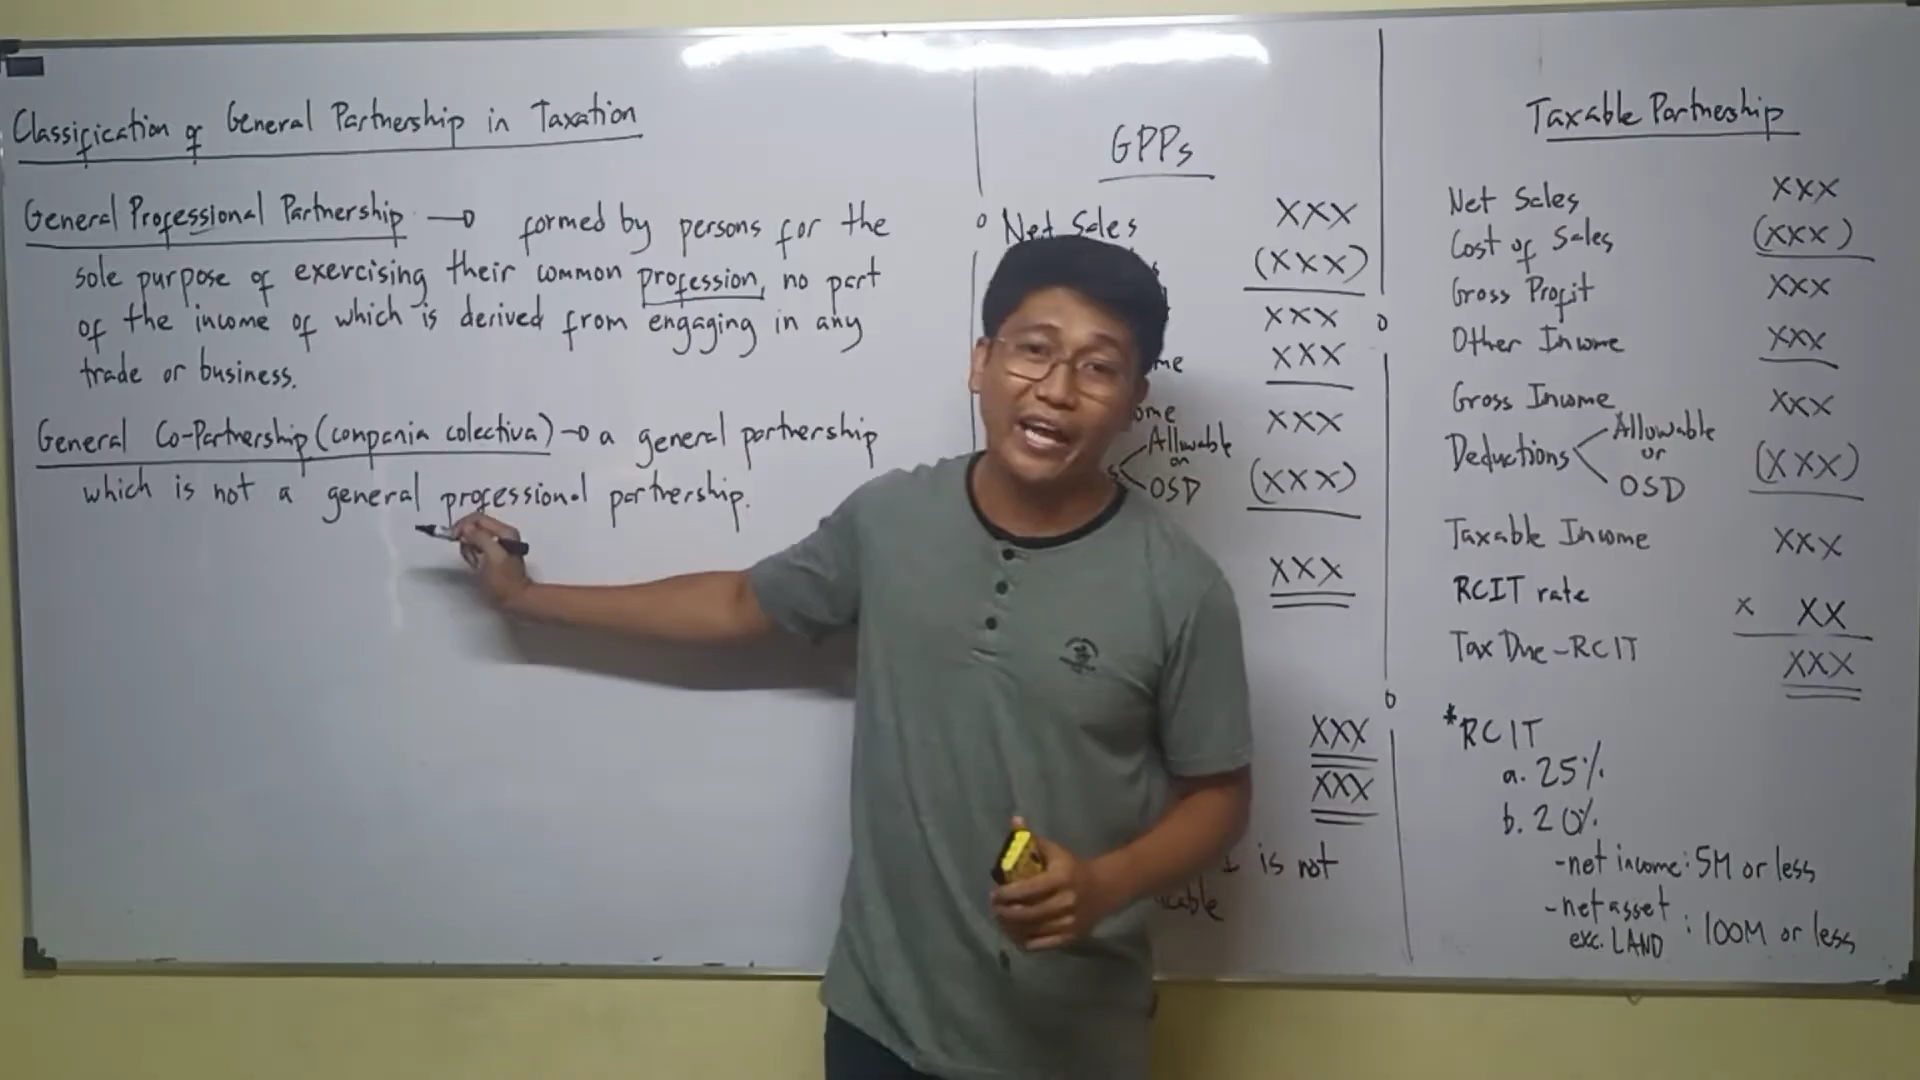 Classification of General Partnership in Taxation
General Professional Partnership → formed by persons for the
sole purpose of exercising their common profession, no part
of the income of which is derived from engaging in any
trade or business.
General Co-Partnership (compania colectiva) → a general partnership
which is not a general professional partnership.
GPPs
Net Sales XXX
(XXX)
XXX
XXX
XXX
Allowable
or
OSD (XXX)
XXX
XXX
XXX
is not
Taxable Partnership
Net Sales XXX
Cost of Sales (XXX)
Gross Profit XXX
Other Income XXX
Gross Income XXX
Deductions Allowable
or
OSD (XXX)
Taxable Income XXX
RCIT rate x XX
Tax Due - RCIT XXX
*RCIT
a. 25%
b. 20%
- net income: 5M or less
- net asset
exc. LAND : 100M or less